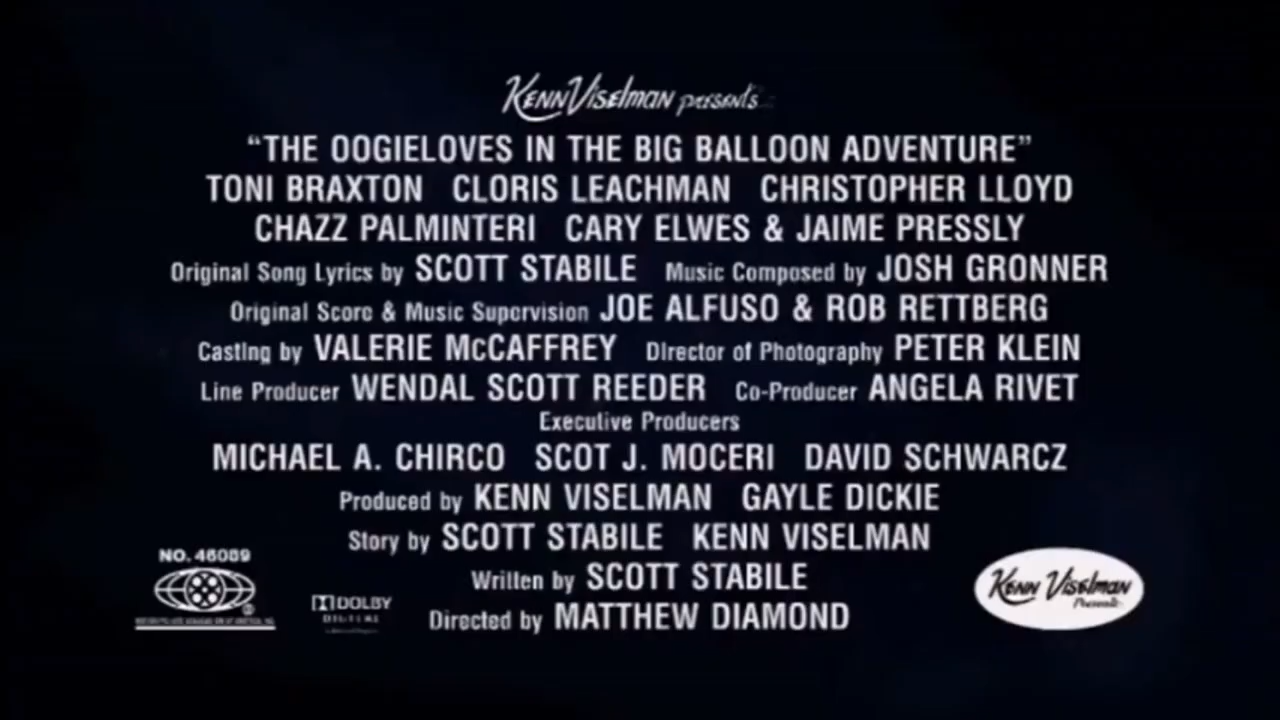 Kenn Viselman presents
“THE OOGIELOVES IN THE BIG BALLOON ADVENTURE”
TONI BRAXTON CLORIS LEACHMAN CHRISTOPHER LLOYD
CHAZZ PALMINTERI CARY ELWES & JAIME PRESSLY
Original Song Lyrics by SCOTT STABILE Music Composed by JOSH GRONNER
Original Score & Music Supervision JOE ALFUSO & ROB RETTBERG
Casting by VALERIE McCAFFREY Director of Photography PETER KLEIN
Line Producer WENDAL SCOTT REEDER Co-Producer ANGELA RIVET
Executive Producers
MICHAEL A. CHIRCO SCOT J. MOCERI DAVID SCHWARCZ
Produced by KENN VISELMAN GAYLE DICKIE
Story by SCOTT STABILE KENN VISELMAN
Written by SCOTT STABILE
Directed by MATTHEW DIAMOND
NO. 46089
®
DOLBY
DIGITAL
Kenn Viselman
Presents